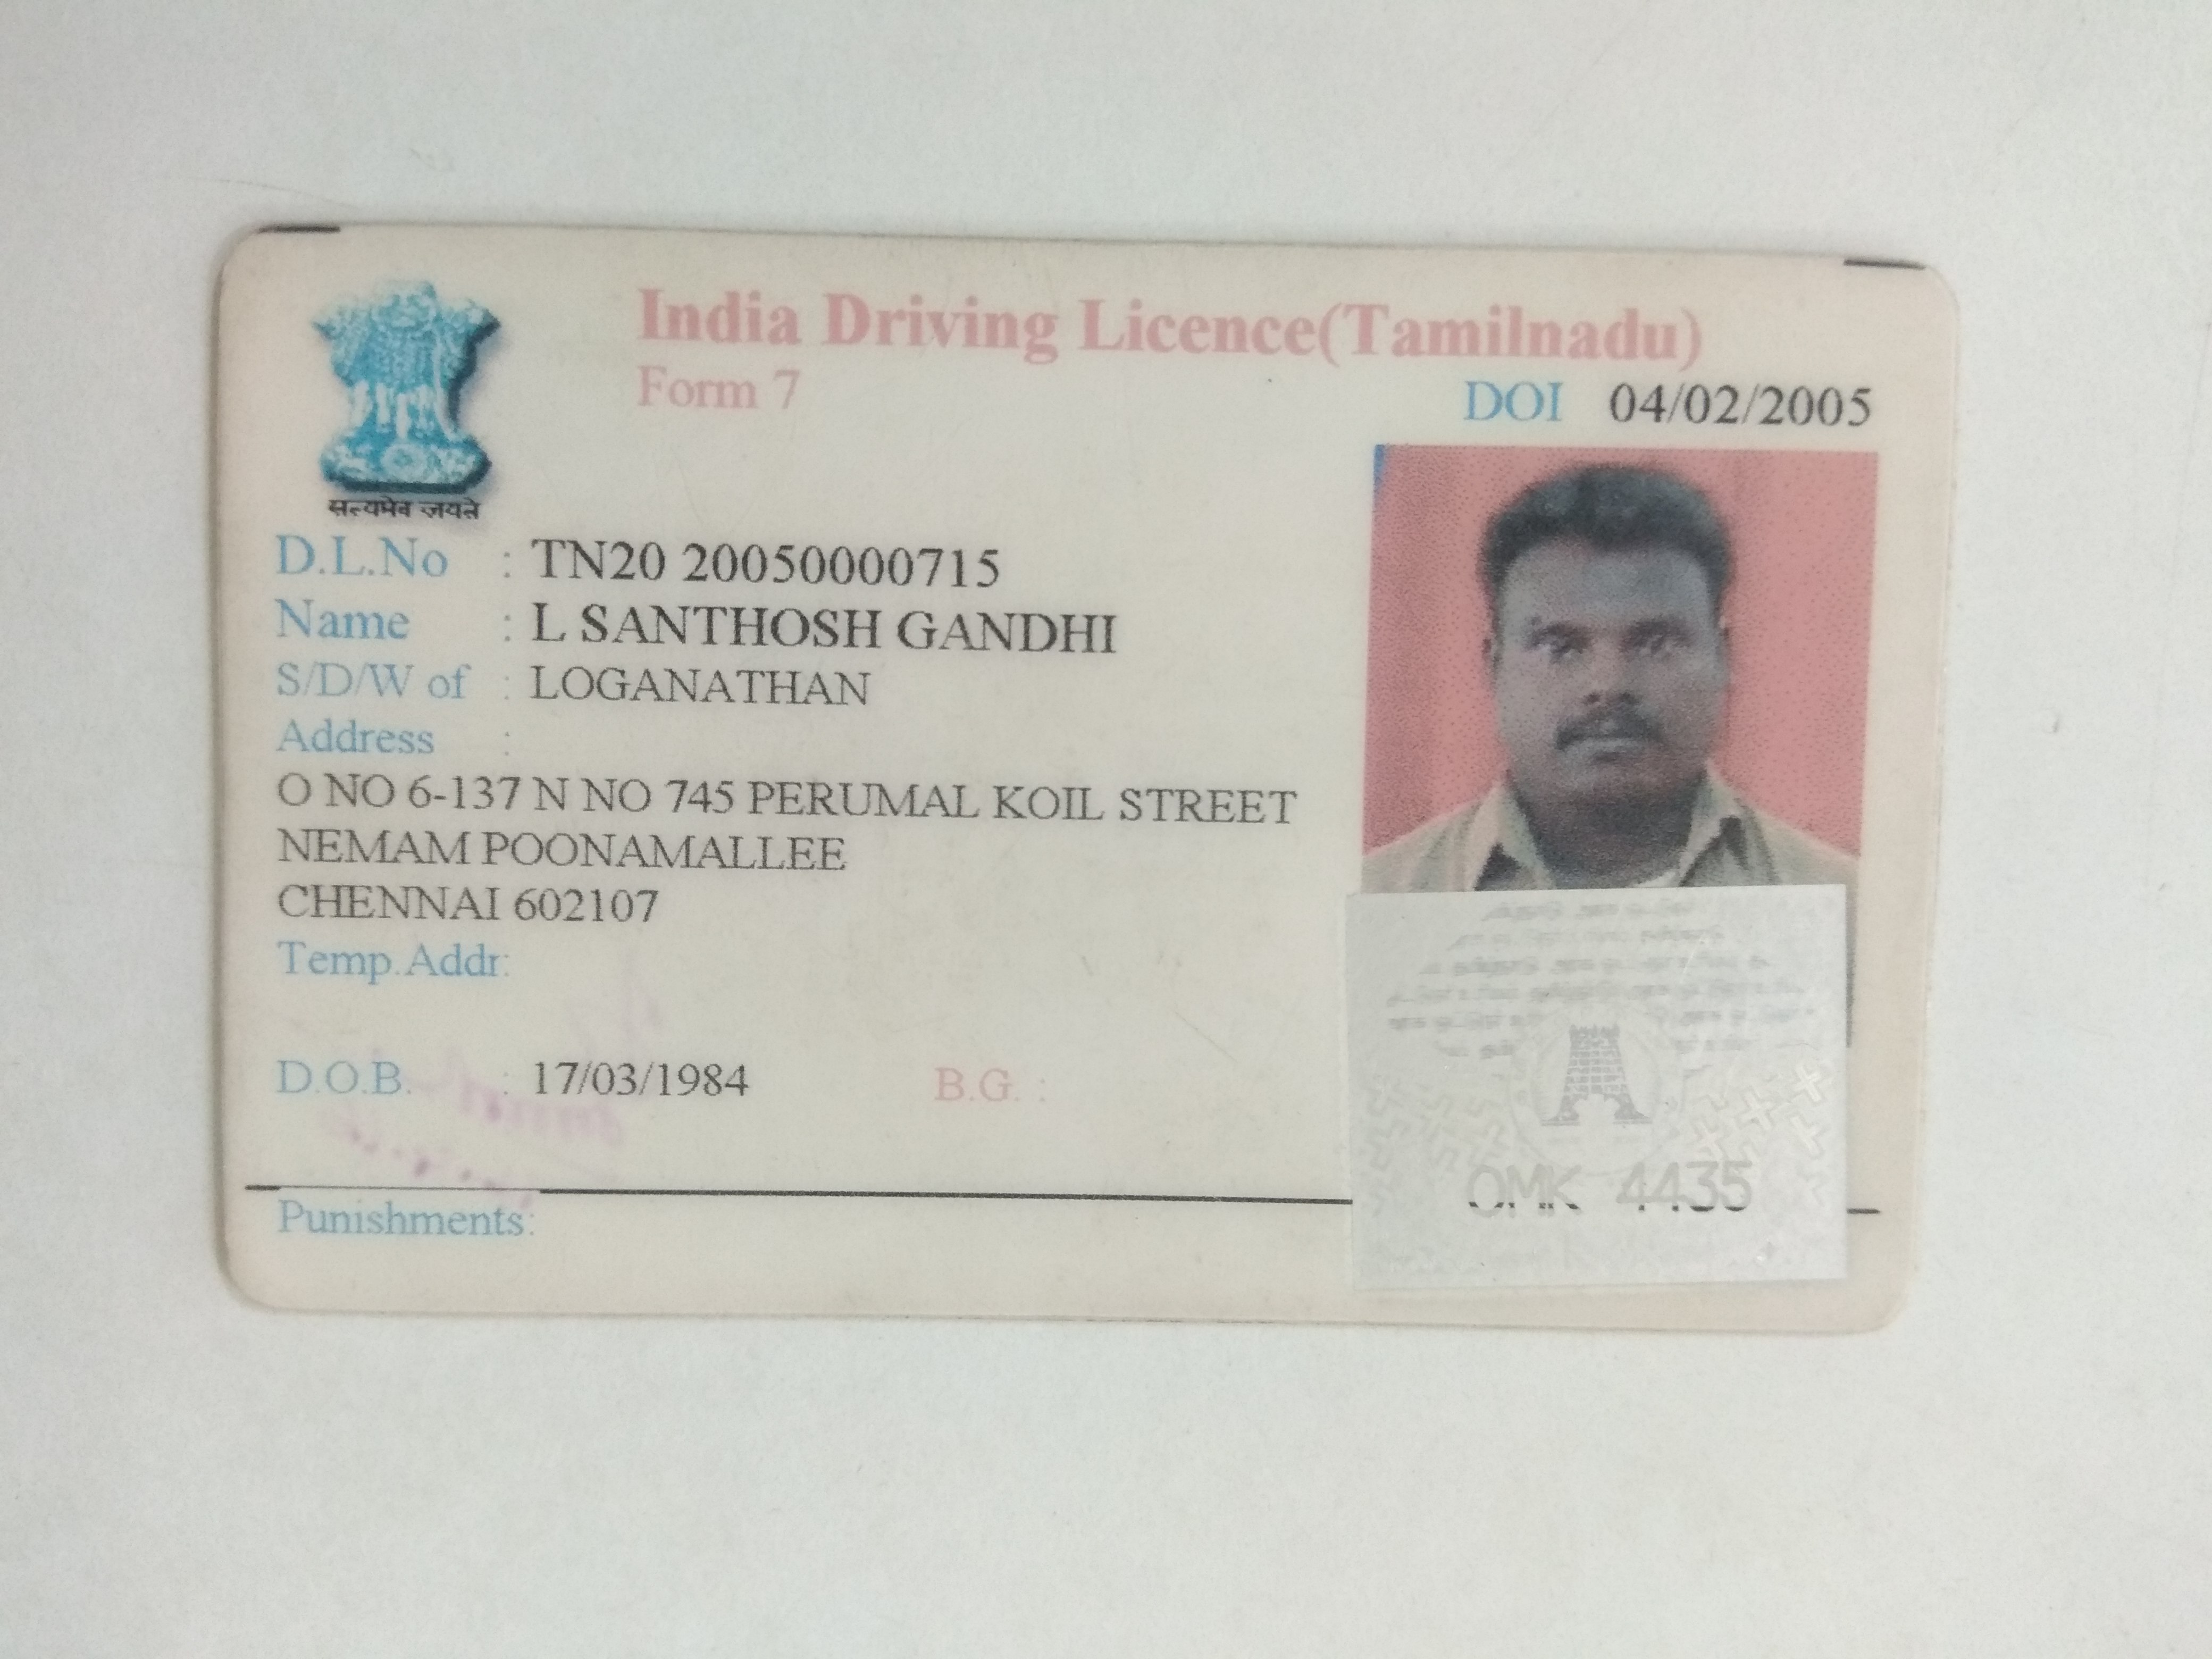 India Driving Licence(Tamilnadu)
Form 7
DOI 04/02/2005
सत्यमेव जयते
D.L.No : TN20 20050000715
Name : L SANTHOSH GANDHI
S/D/W of : LOGANATHAN
Address :
O NO 6-137 N NO 745 PERUMAL KOIL STREET
NEMAM POONAMALLEE
CHENNAI 602107
Temp.Addr:
D.O.B. : 17/03/1984 B.G. :
OMK 4435
Punishments: